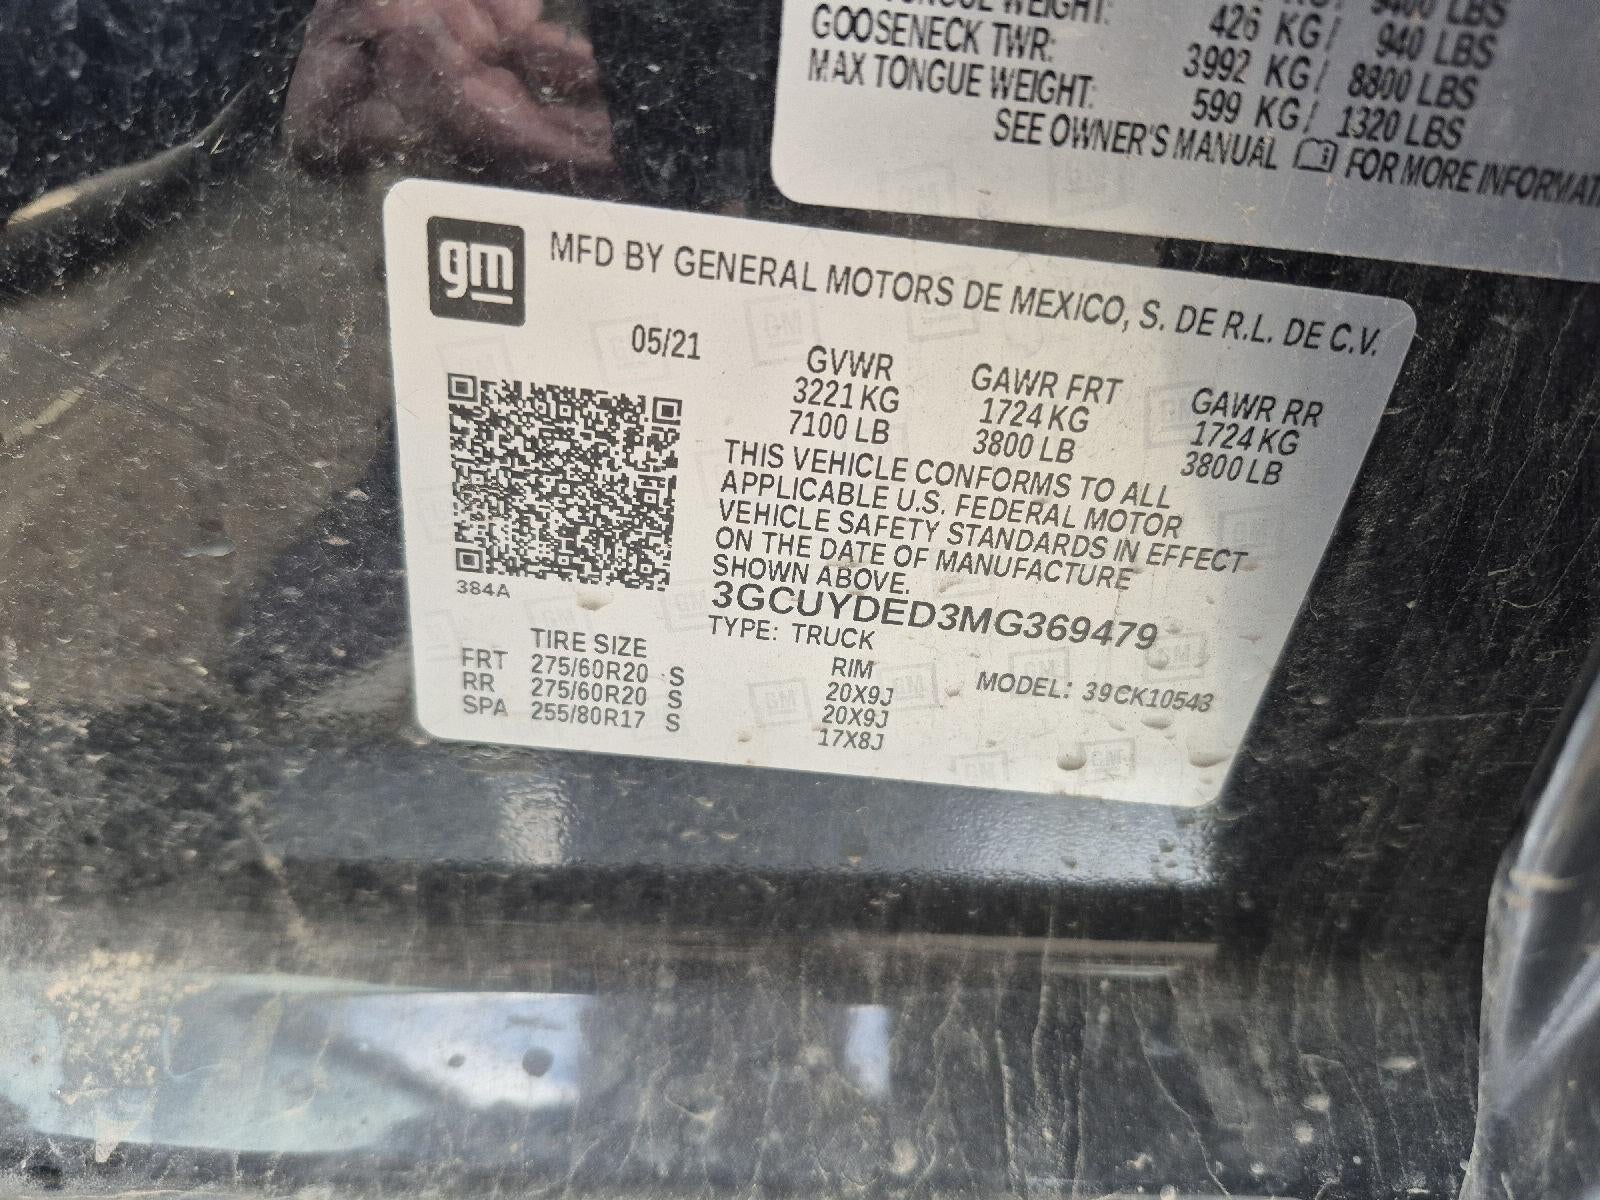 WEIGHT: KG/ 9400 LBS
GOOSENECK TWR: 426 KG/ 940 LBS
MAX TONGUE WEIGHT: 3992 KG/ 8800 LBS
599 KG/ 1320 LBS
SEE OWNER'S MANUAL FOR MORE
gm
MFD BY GENERAL MOTORS DE MEXICO, S. DE R.L. DE C.V.
05/21
GVWR GAWR FRT GAWR RR
3221 KG 1724 KG 1724 KG
7100 LB 3800 LB 3800 LB
THIS VEHICLE CONFORMS TO ALL
APPLICABLE U.S. FEDERAL MOTOR
VEHICLE SAFETY STANDARDS IN EFFECT
ON THE DATE OF MANUFACTURE
SHOWN ABOVE.
384A
3GCUYDED3MG369479
TYPE: TRUCK
TIRE SIZE RIM MODEL: 39CK10543
FRT 275/60R20 S 20X9J
RR 275/60R20 S 20X9J
SPA 255/80R17 S 17X8J